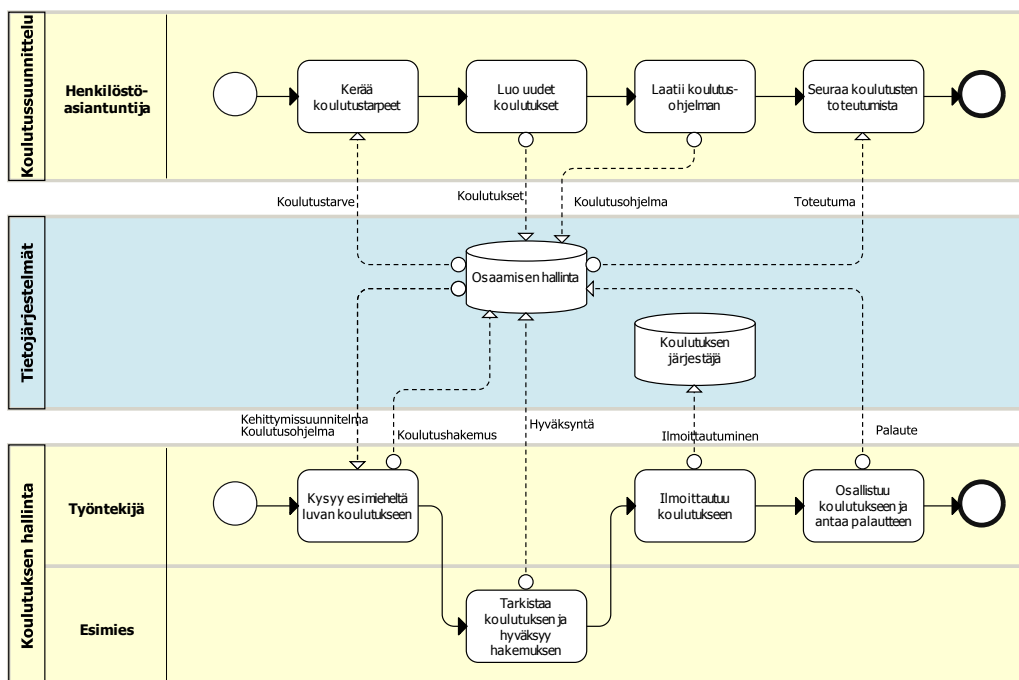 Koulutussuunnittelu
Henkilöstö-
asiantuntija
Kerää
koulutustarpeet
Luo uudet
koulutukset
Laatii koulutus-
ohjelman
Seuraa koulutusten
toteutumista
Koulutustarve
Koulutukset
Koulutusohjelma
Toteutuma
Tietojärjestelmät
Osaamisen hallinta
Koulutuksen
järjestäjä
Kehittymissuunnitelma
Koulutusohjelma
Koulutushakemus
Hyväksyntä
Ilmoittautuminen
Palaute
Koulutuksen hallinta
Työntekijä
Kysyy esimieheltä
luvan koulutukseen
Ilmoittautuu
koulutukseen
Osallistuu
koulutukseen ja
antaa palautteen
Esimies
Tarkistaa
koulutuksen ja
hyväksyy
hakemuksen